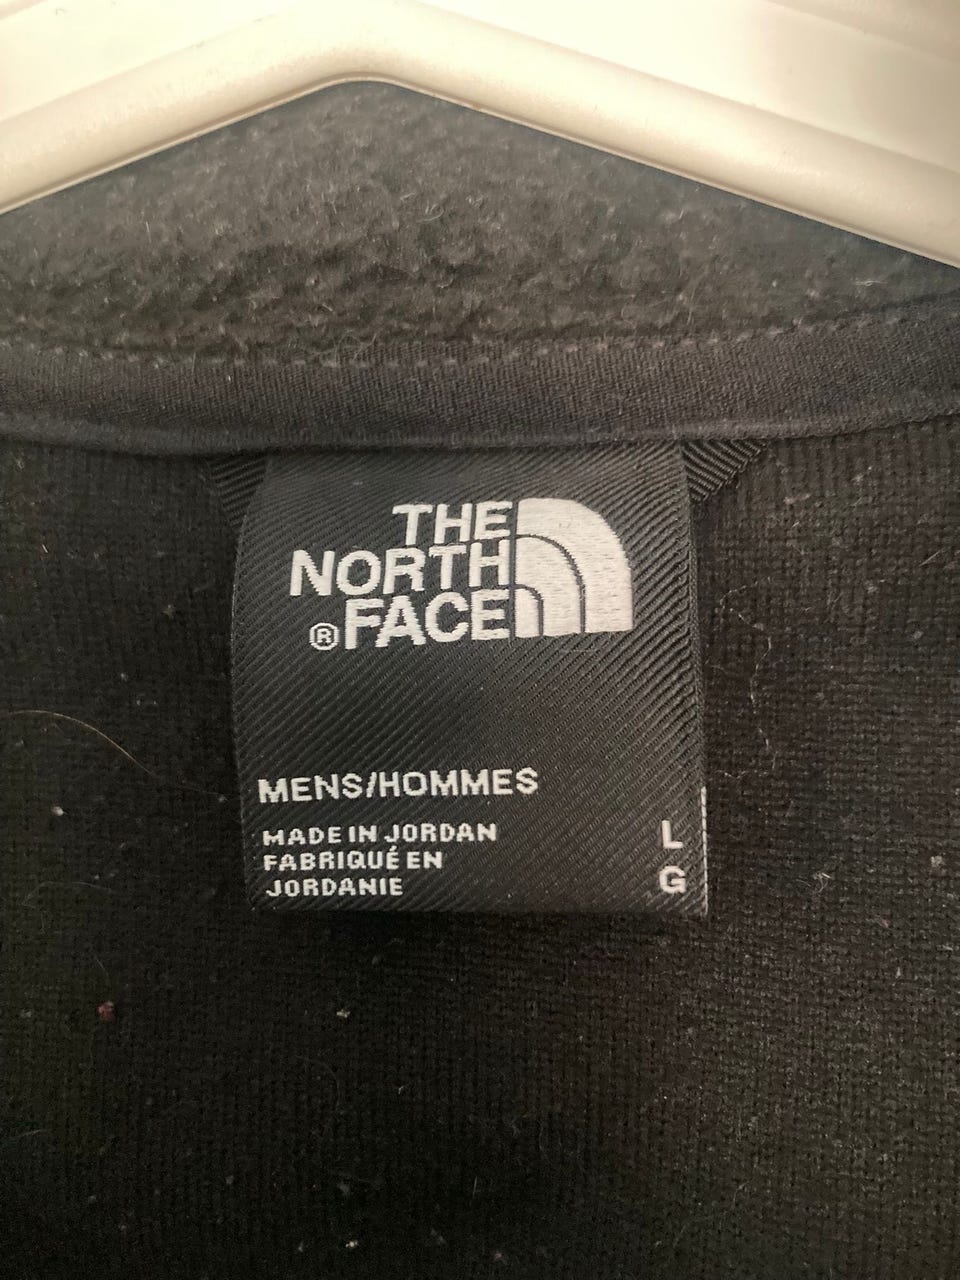 THE
NORTH
®FACE
MENS/HOMMES
MADE IN JORDAN
FABRIQUÉ EN
JORDANIE
L
G